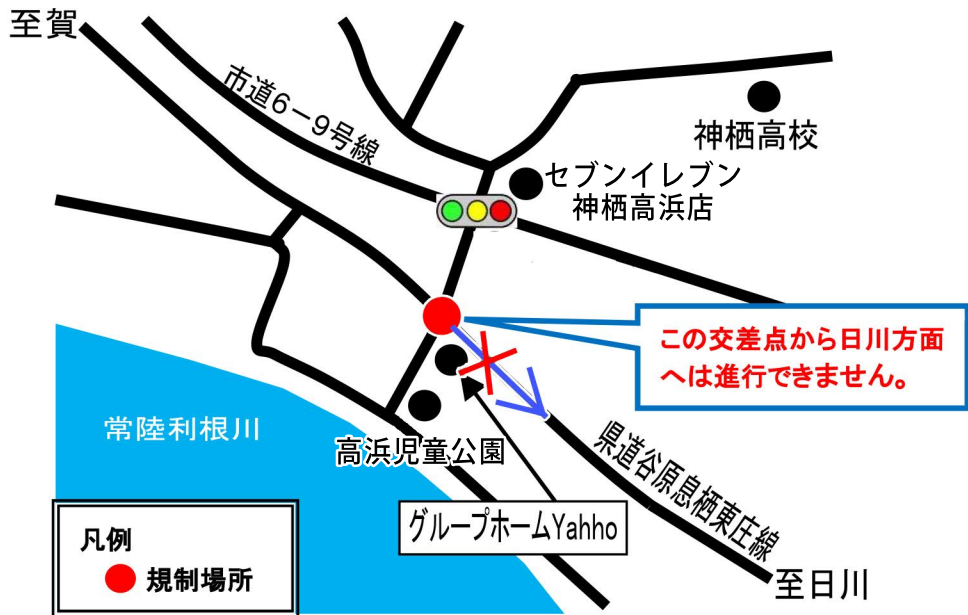 至賀
市道6－9号線
神栖高校
セブンイレブン
神栖高浜店
この交差点から日川方面
へは進行できません。
常陸利根川
高浜児童公園
県道谷原息栖東庄線
グループホームYahho
凡例
規制場所
至日川